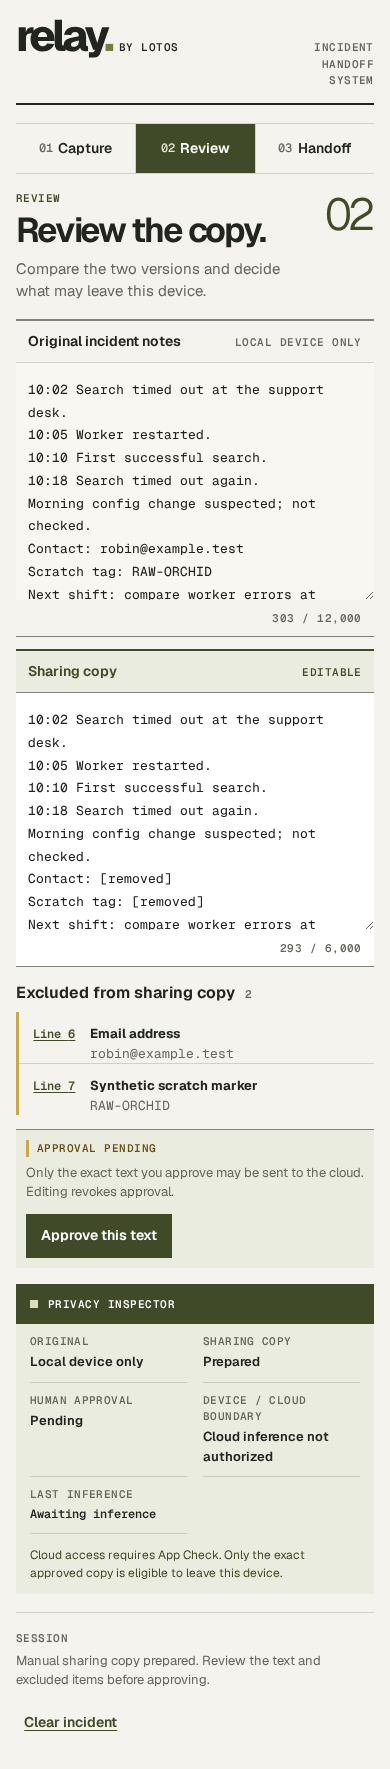 relay. BY LOTOS
INCIDENT
HANDOFF
SYSTEM
01 Capture
02 Review
03 Handoff
REVIEW
Review the copy.
02
Compare the two versions and decide
what may leave this device.
Original incident notes
LOCAL DEVICE ONLY
10:02 Search timed out at the support
desk.
10:05 Worker restarted.
10:10 First successful search.
10:18 Search timed out again.
Morning config change suspected; not
checked.
Contact: robin@example.test
Scratch tag: RAW-ORCHID
Next shift: compare worker errors at
303 / 12,000
Sharing copy
EDITABLE
10:02 Search timed out at the support
desk.
10:05 Worker restarted.
10:10 First successful search.
10:18 Search timed out again.
Morning config change suspected; not
checked.
Contact: [removed]
Scratch tag: [removed]
Next shift: compare worker errors at
293 / 6,000
Excluded from sharing copy 2
Line 6 Email address
robin@example.test
Line 7 Synthetic scratch marker
RAW-ORCHID
APPROVAL PENDING
Only the exact text you approve may be sent to the cloud.
Editing revokes approval.
Approve this text
PRIVACY INSPECTOR
ORIGINAL
Local device only
SHARING COPY
Prepared
HUMAN APPROVAL
Pending
DEVICE / CLOUD
BOUNDARY
Cloud inference not
authorized
LAST INFERENCE
Awaiting inference
Cloud access requires App Check. Only the exact
approved copy is eligible to leave this device.
SESSION
Manual sharing copy prepared. Review the text and
excluded items before approving.
Clear incident